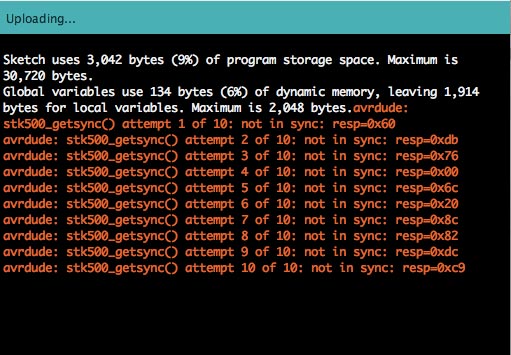 Uploading...
Sketch uses 3,042 bytes (9%) of program storage space. Maximum is
30,720 bytes.
Global variables use 134 bytes (6%) of dynamic memory, leaving 1,914
bytes for local variables. Maximum is 2,048 bytes.avrdude:
stk500_getsync() attempt 1 of 10: not in sync: resp=0x60
avrdude: stk500_getsync() attempt 2 of 10: not in sync: resp=0xdb
avrdude: stk500_getsync() attempt 3 of 10: not in sync: resp=0x76
avrdude: stk500_getsync() attempt 4 of 10: not in sync: resp=0x00
avrdude: stk500_getsync() attempt 5 of 10: not in sync: resp=0x6c
avrdude: stk500_getsync() attempt 6 of 10: not in sync: resp=0x20
avrdude: stk500_getsync() attempt 7 of 10: not in sync: resp=0x8c
avrdude: stk500_getsync() attempt 8 of 10: not in sync: resp=0x82
avrdude: stk500_getsync() attempt 9 of 10: not in sync: resp=0xdc
avrdude: stk500_getsync() attempt 10 of 10: not in sync: resp=0xc9